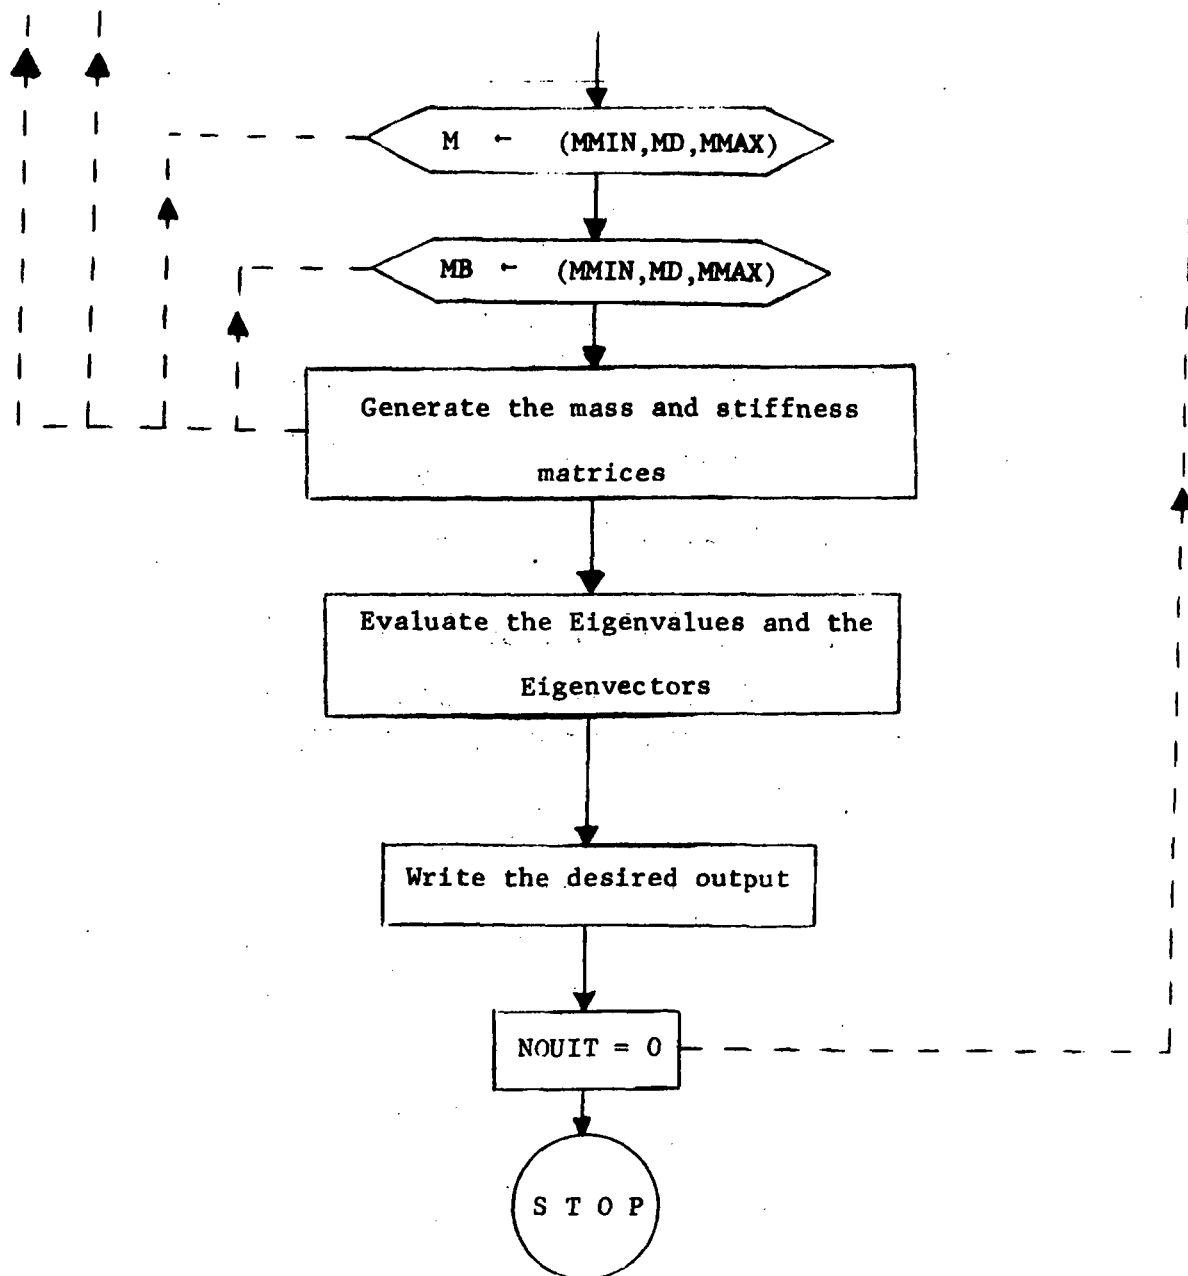 M ← (MMIN,MD,MMAX)
MB ← (MMIN,MD,MMAX)
Generate the mass and stiffness
matrices
Evaluate the Eigenvalues and the
Eigenvectors
Write the desired output
NOUIT = 0
S T O P